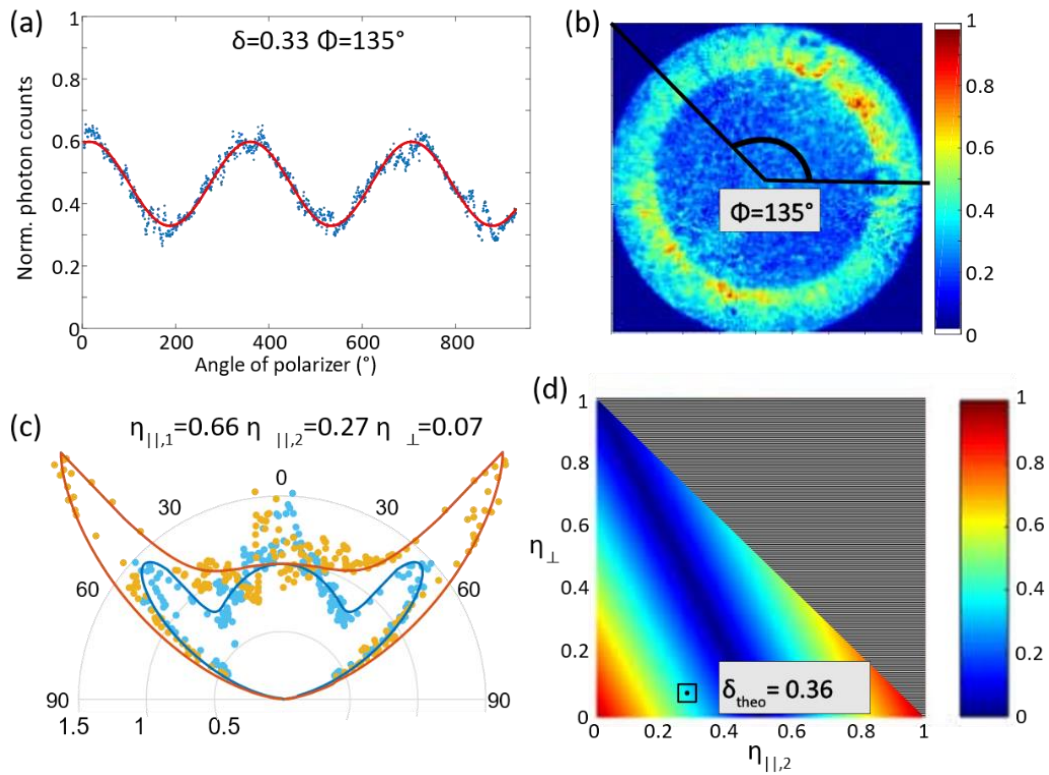 (a)
δ=0.33 Φ=135°
Norm. photon counts
1
0.8
0.6
0.4
0.2
0
0 200 400 600 800
Angle of polarizer (°)
(b)
Φ=135°
1
0.8
0.6
0.4
0.2
0
(c)
η||,1=0.66 η||,2=0.27 η⊥=0.07
0
30 30
60 60
90 90
1.5 1 0.5
(d)
η⊥
1
0.8
0.6
0.4
0.2
0
δtheo = 0.36
0 0.2 0.4 0.6 0.8 1
η||,2
1
0.8
0.6
0.4
0.2
0